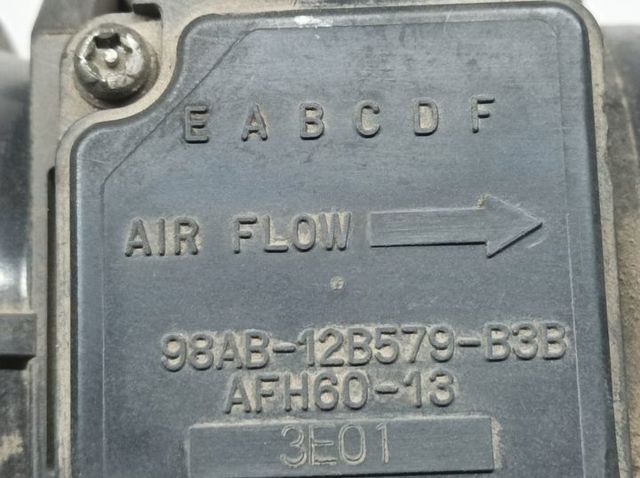 E A B C D F
AIR FLOW
98AB-12B579-B3B
AFH60-13
3E01